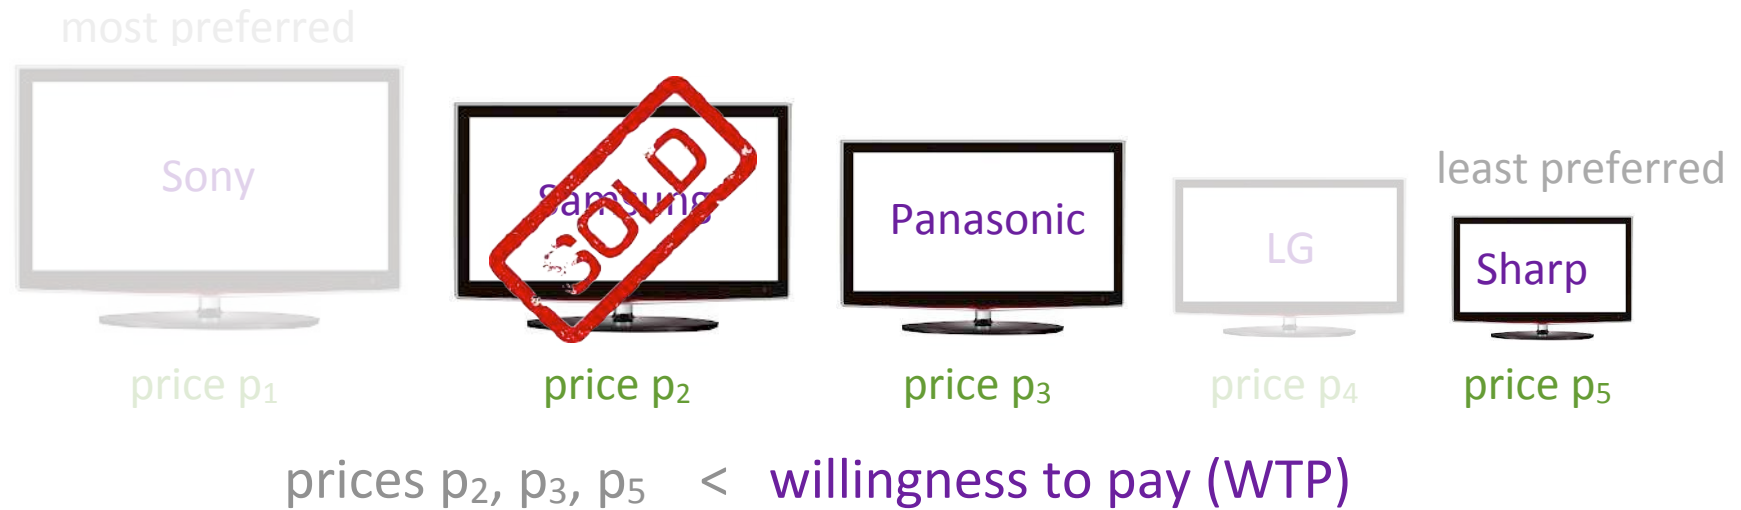 most preferred
Sony
Samsung
SOLD
Panasonic
LG
least preferred
Sharp
price p₁
price p₂
price p₃
price p₄
price p₅
prices p₂, p₃, p₅ < willingness to pay (WTP)